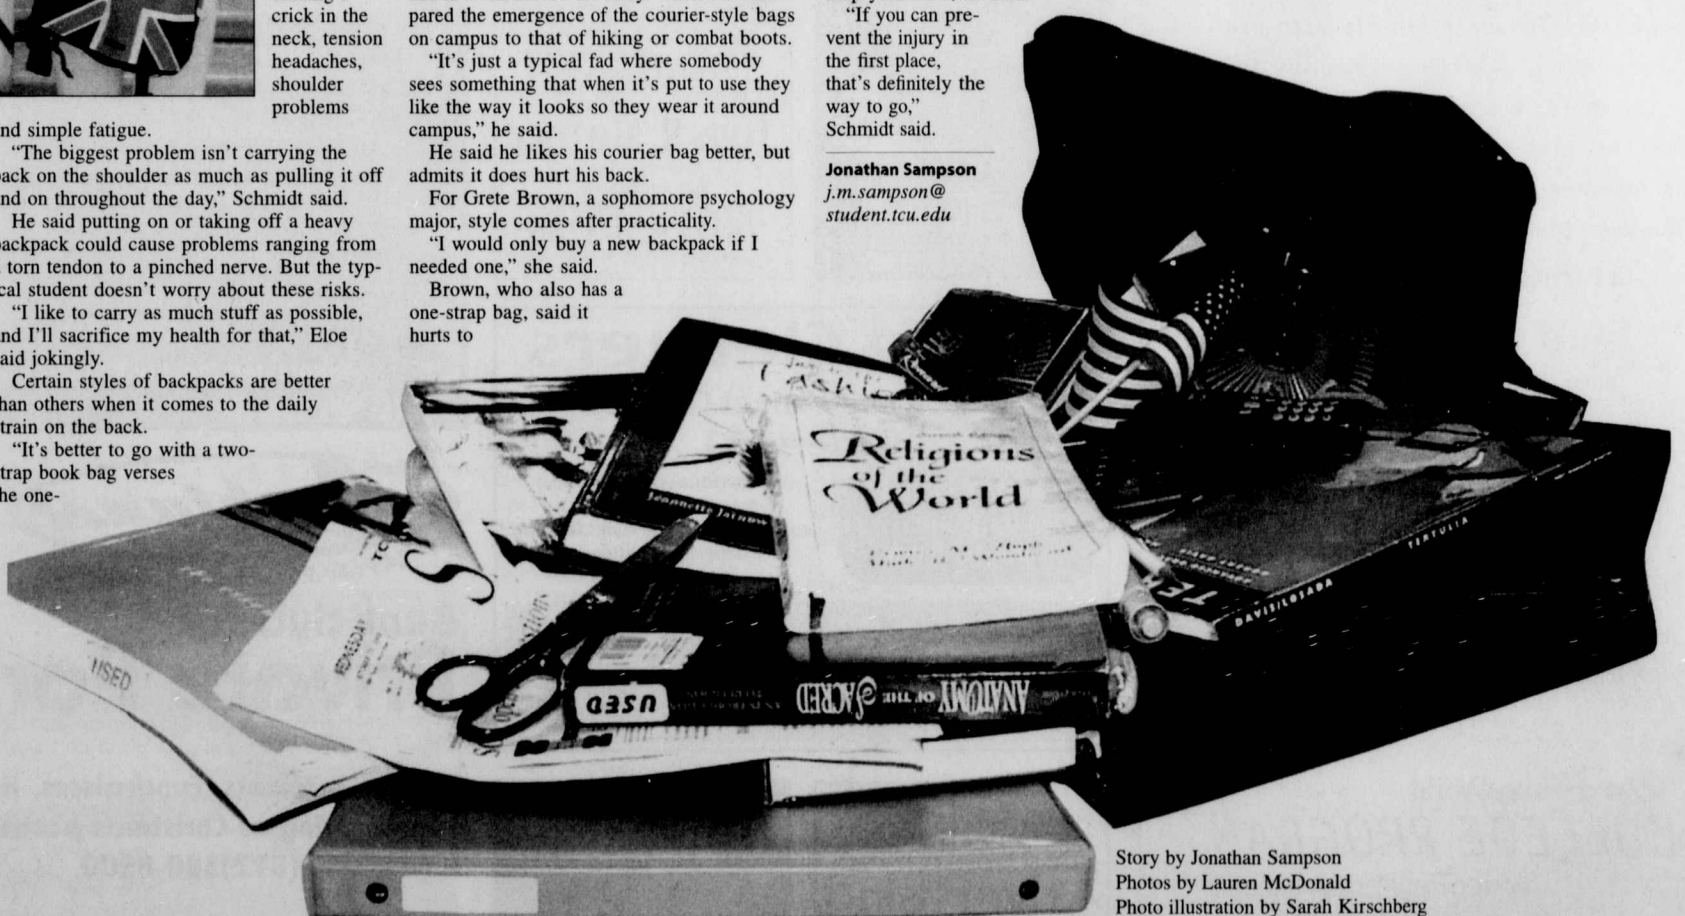 crick in the
neck, tension
headaches,
shoulder
problems
nd simple fatigue.
“The biggest problem isn't carrying the
ack on the shoulder as much as pulling it off
nd on throughout the day,” Schmidt said.
He said putting on or taking off a heavy
ackpack could cause problems ranging from
torn tendon to a pinched nerve. But the typ-
cal student doesn't worry about these risks.
“I like to carry as much stuff as possible,
nd I'll sacrifice my health for that,” Eloe
aid jokingly.
Certain styles of backpacks are better
han others when it comes to the daily
train on the back.
“It's better to go with a two-
trap book bag verses
he one-
pared the emergence of the courier-style bags
on campus to that of hiking or combat boots.
“It's just a typical fad where somebody
sees something that when it's put to use they
like the way it looks so they wear it around
campus,” he said.
He said he likes his courier bag better, but
admits it does hurt his back.
For Grete Brown, a sophomore psychology
major, style comes after practicality.
“I would only buy a new backpack if I
needed one,” she said.
Brown, who also has a
one-strap bag, said it
hurts to
“If you can pre-
vent the injury in
the first place,
that's definitely the
way to go,”
Schmidt said.
Jonathan Sampson
j.m.sampson@
student.tcu.edu
Jeannette Jarnow
Religions
of the
World
TERTULIA
DAVIS/LOSADA
USED
WEDNESDAY
USED
ANATOMY OF THE SACRED
Story by Jonathan Sampson
Photos by Lauren McDonald
Photo illustration by Sarah Kirschberg